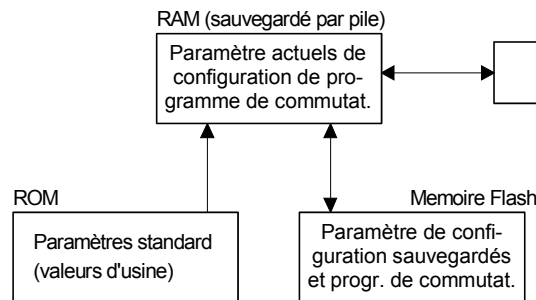 RAM (sauvegardé par pile)
Paramètre actuels de
configuration de pro-
gramme de commutat.
ROM
Paramètres standard
(valeurs d'usine)
Memoire Flash
Paramètre de confi-
guration sauvegardés
et progr. de commutat.